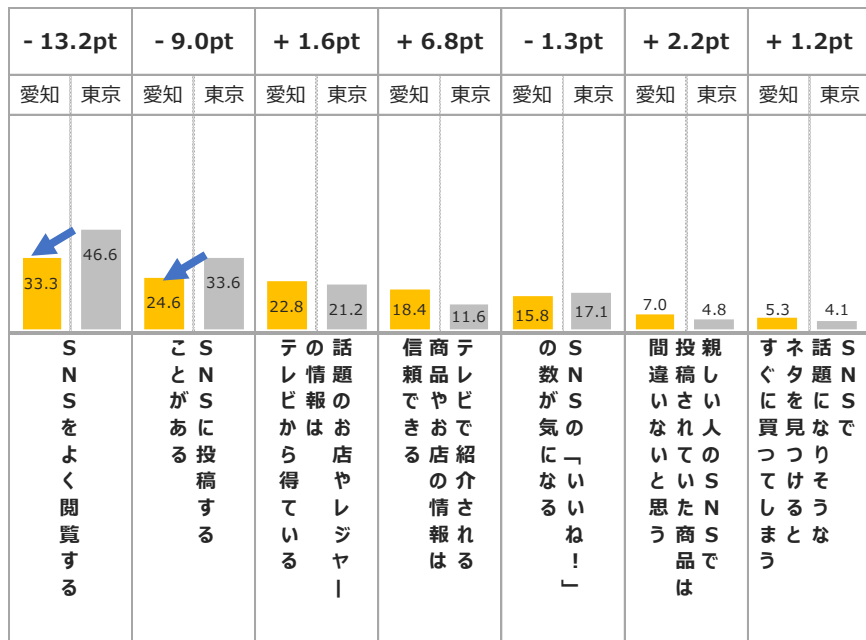 - 13.2pt
- 9.0pt
+ 1.6pt
+ 6.8pt
- 1.3pt
+ 2.2pt
+ 1.2pt
愛知
東京
愛知
東京
愛知
東京
愛知
東京
愛知
東京
愛知
東京
愛知
東京
33.3
46.6
24.6
33.6
22.8
21.2
18.4
11.6
15.8
17.1
7.0
4.8
5.3
4.1
SNSをよく閲覧する
SNSに投稿する
ことがある
話題のお店やレジャー
の情報は
テレビから得ている
テレビで紹介される
商品やお店の情報は
信頼できる
SNSの「いいね!」
の数が気になる
親しい人のSNSで
投稿されていた商品は
間違いないと思う
SNSで
話題になりそうな
ネタを見つけると
すぐに買つてしまう